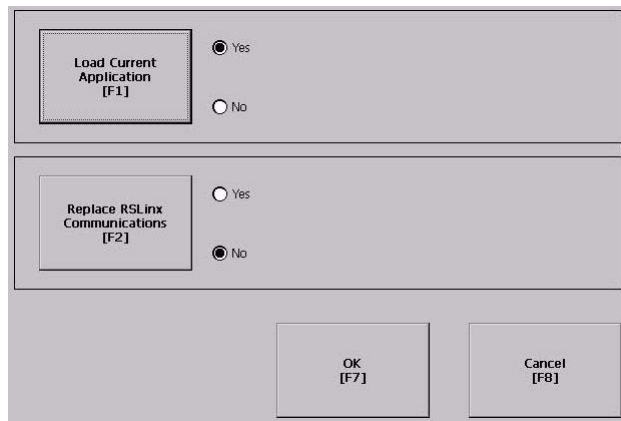 Load Current
Application
[F1]
Yes
No
Replace RSLinx
Communications
[F2]
Yes
No
OK
[F7]
Cancel
[F8]